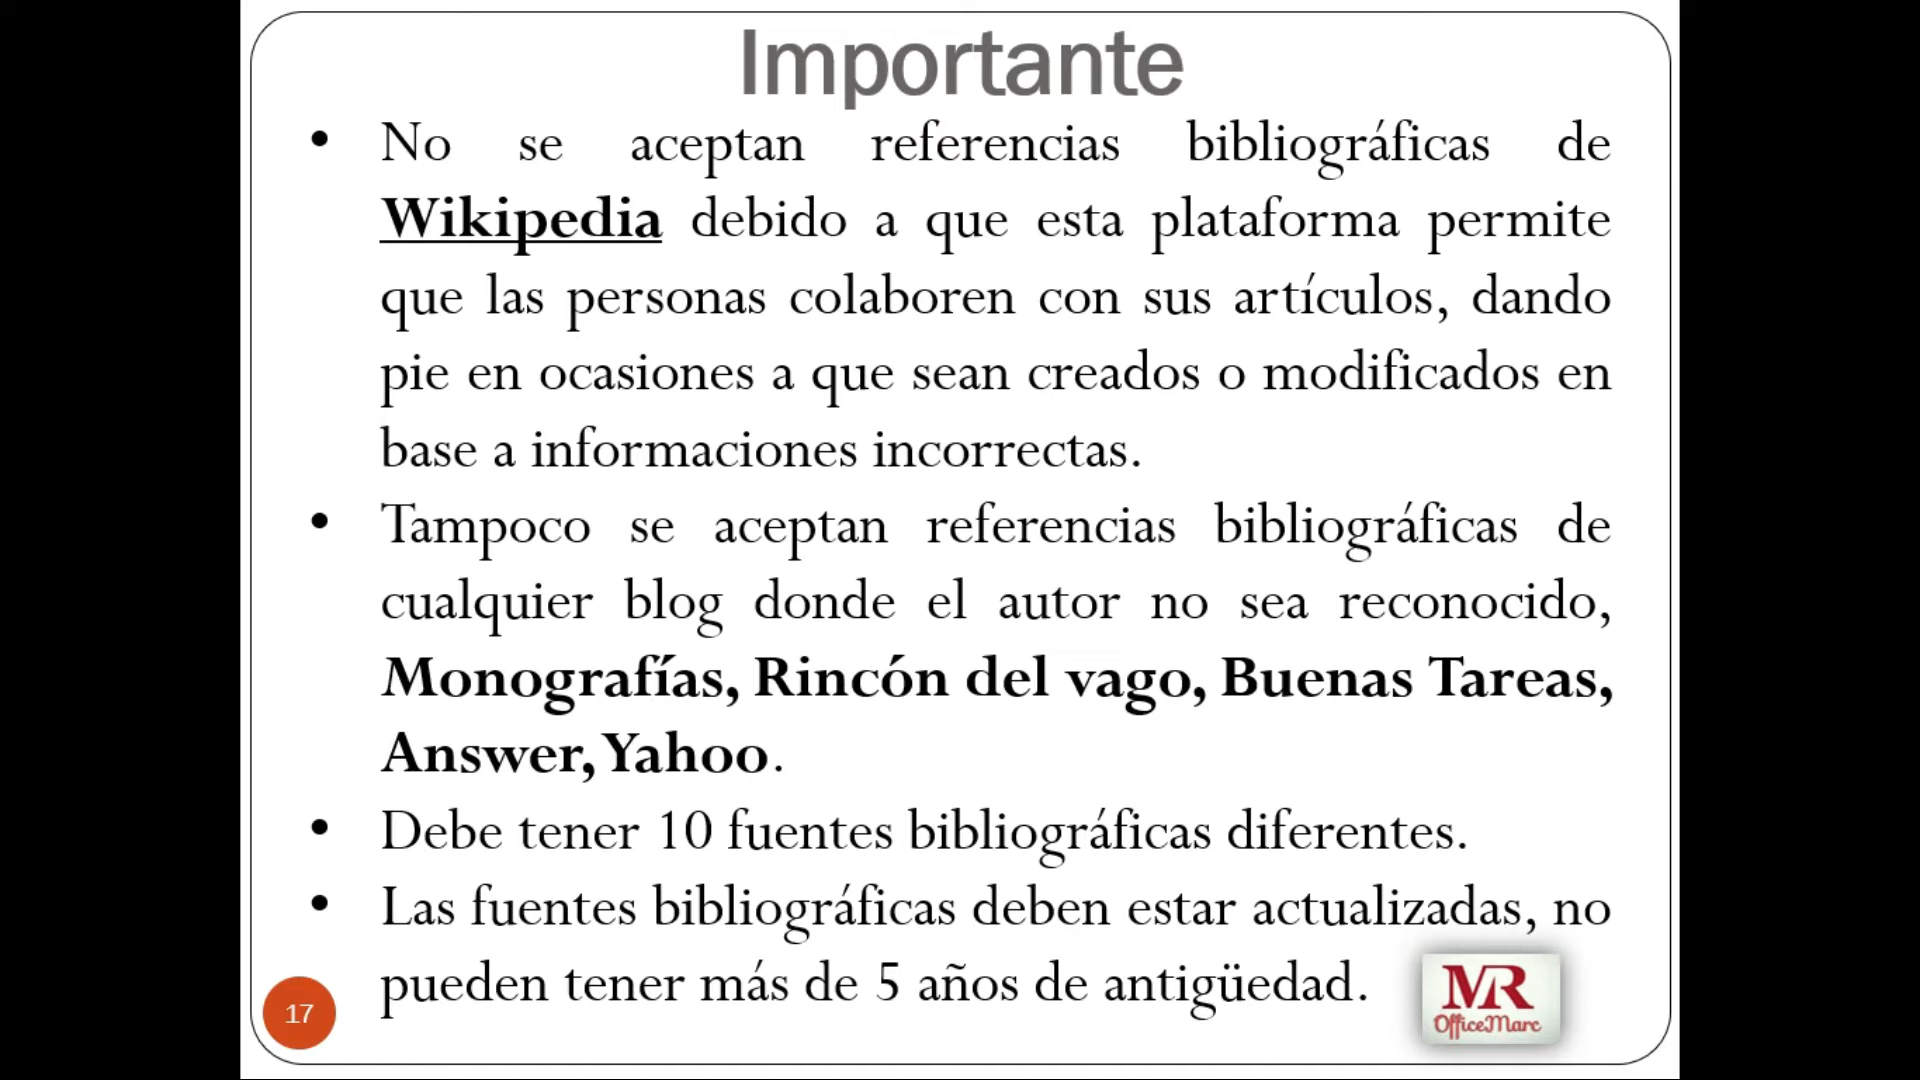 Importante
• No se aceptan referencias bibliográficas de
Wikipedia debido a que esta plataforma permite
que las personas colaboren con sus artículos, dando
pie en ocasiones a que sean creados o modificados en
base a informaciones incorrectas.
• Tampoco se aceptan referencias bibliográficas de
cualquier blog donde el autor no sea reconocido,
Monografías, Rincón del vago, Buenas Tareas,
Answer, Yahoo.
• Debe tener 10 fuentes bibliográficas diferentes.
• Las fuentes bibliográficas deben estar actualizadas, no
pueden tener más de 5 años de antigüedad.
17
MR
OfficeMarc